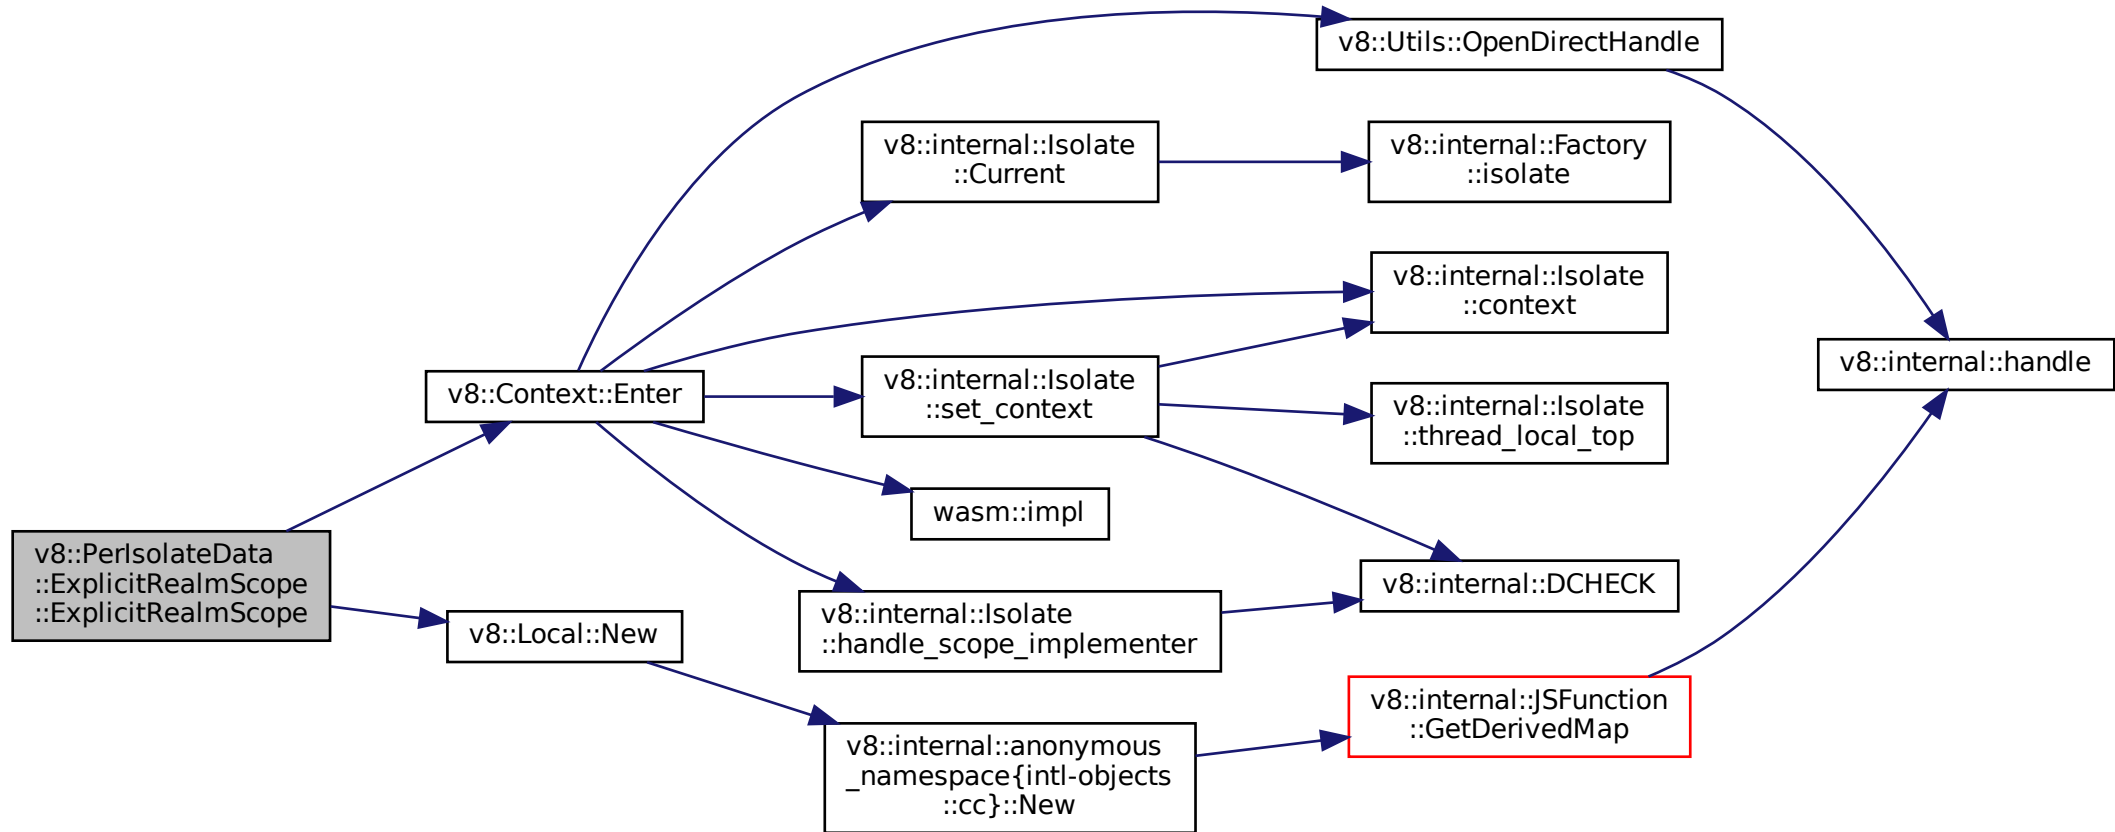 v8::Utils::OpenDirectHandle
v8::internal::Isolate
::Current
v8::internal::Factory
::isolate
v8::internal::Isolate
::context
v8::internal::handle
v8::Context::Enter
v8::internal::Isolate
::set_context
v8::internal::Isolate
::thread_local_top
wasm::impl
v8::PerIsolateData
::ExplicitRealmScope
::ExplicitRealmScope
v8::internal::DCHECK
v8::Local::New
v8::internal::Isolate
::handle_scope_implementer
v8::internal::JSFunction
::GetDerivedMap
v8::internal::anonymous
_namespace{intl-objects
::cc}::New